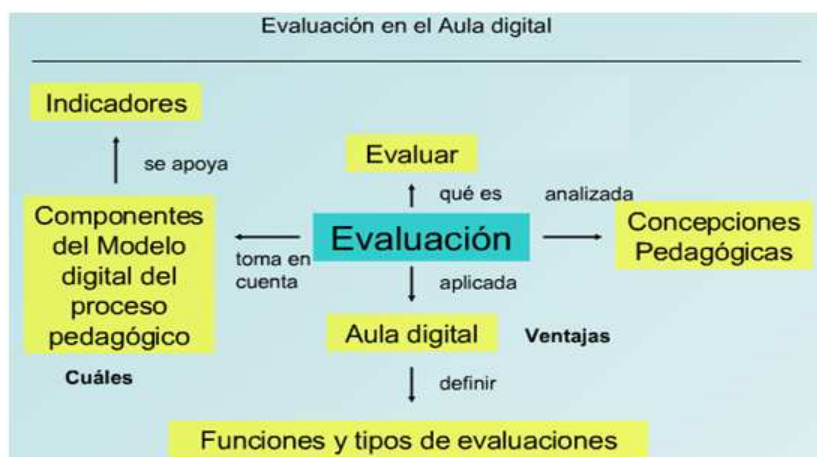 Evaluación en el Aula digital
Indicadores
se apoya
Evaluar
qué es
analizada
Componentes
del Modelo
digital del
proceso
pedagógico
toma en
cuenta
Evaluación
Concepciones
Pedagógicas
aplicada
Aula digital
Ventajas
Cuáles
definir
Funciones y tipos de evaluaciones